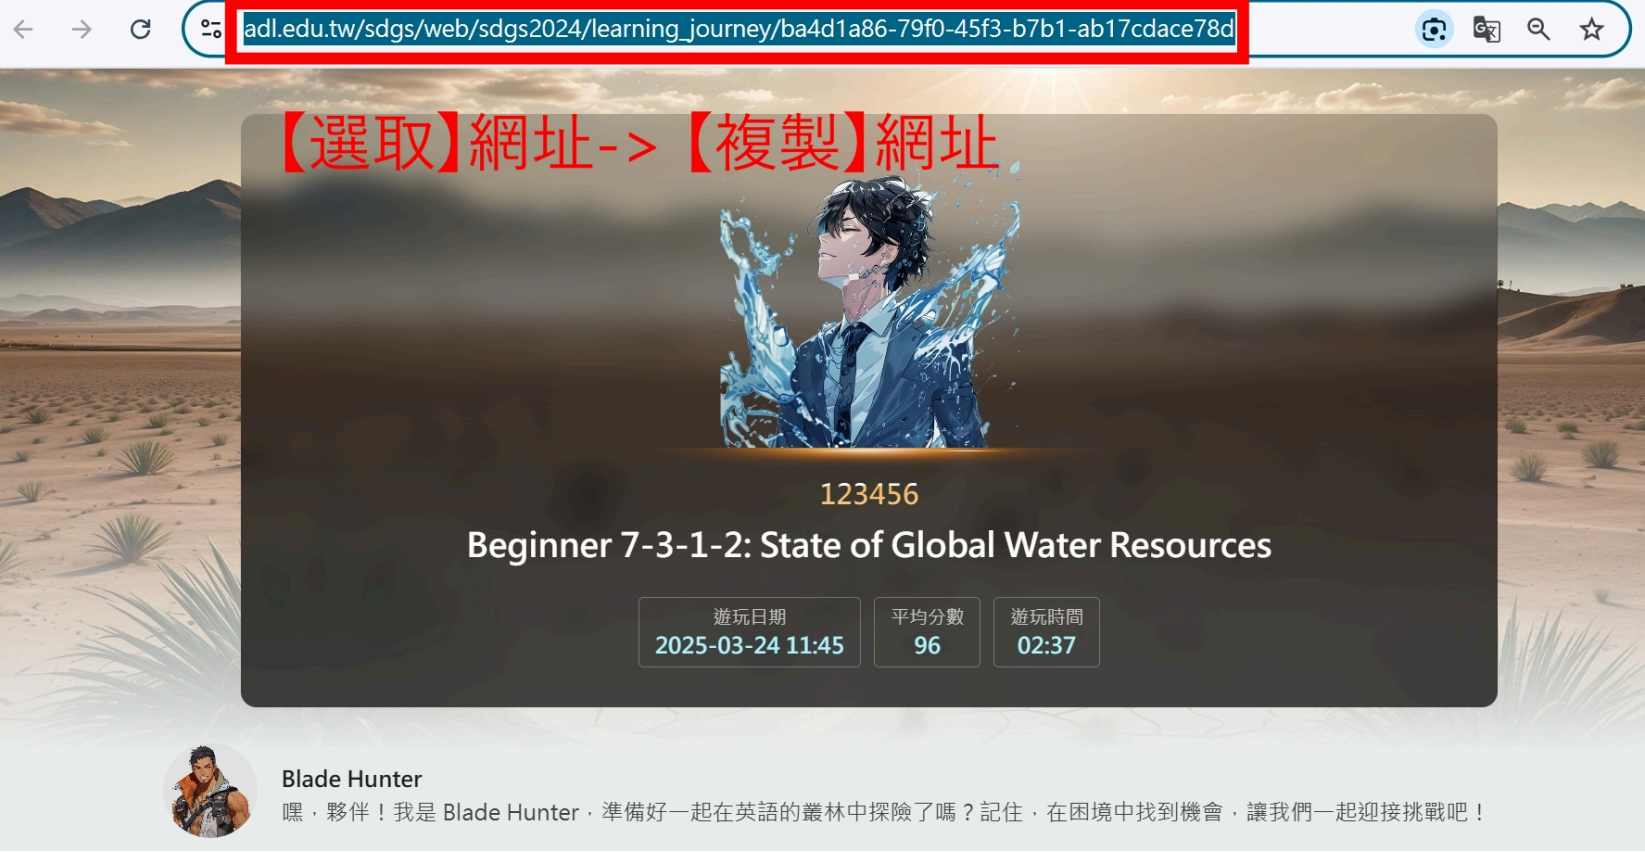 adl.edu.tw/sdgs/web/sdgs2024/learning_journey/ba4d1a86-79f0-45f3-b7b1-ab17cdace78d
【選取】網址->【複製】網址
123456
Beginner 7-3-1-2: State of Global Water Resources
遊玩日期
2025-03-24 11:45
平均分數
96
遊玩時間
02:37
Blade Hunter
嘿，夥伴！我是 Blade Hunter，準備好一起在英語的叢林中探險了嗎？記住，在困境中找到機會，讓我們一起迎接挑戰吧！